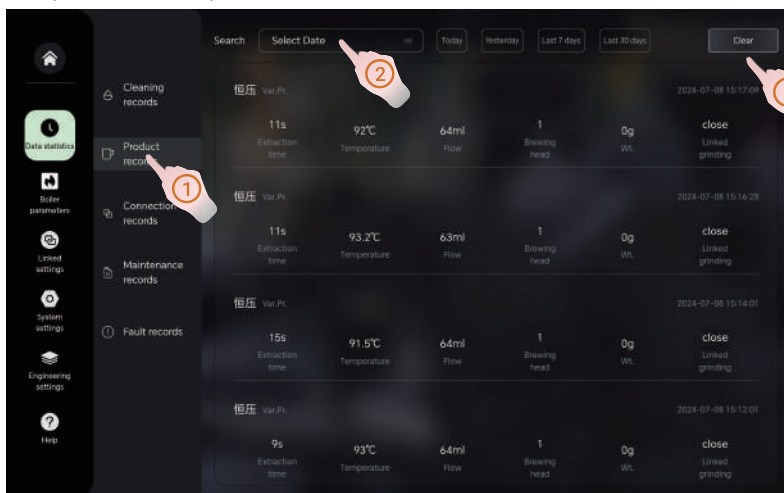 Search
Select Date
Today
Yesterday
Last 7 days
Last 30 days
Clear
Data statistics
Boiler
parameters
Linked
settings
System
settings
Engineering
settings
Help
Cleaning
records
Product
records
Connection
records
Maintenance
records
Fault records
1
2
恒压 Var.Pr.
2024-07-08 15:17:09
11s
Extraction
time
92℃
Temperature
64ml
Flow
1
Brewing
head
0g
Wt.
close
Linked
grinding
恒压 Var.Pr.
2024-07-08 15:16:28
11s
Extraction
time
93.2℃
Temperature
63ml
Flow
1
Brewing
head
0g
Wt.
close
Linked
grinding
恒压 Var.Pr.
2024-07-08 15:14:01
15s
Extraction
time
91.5℃
Temperature
64ml
Flow
1
Brewing
head
0g
Wt.
close
Linked
grinding
恒压 Var.Pr.
2024-07-08 15:12:01
9s
Extraction
time
93℃
Temperature
64ml
Flow
1
Brewing
head
0g
Wt.
close
Linked
grinding